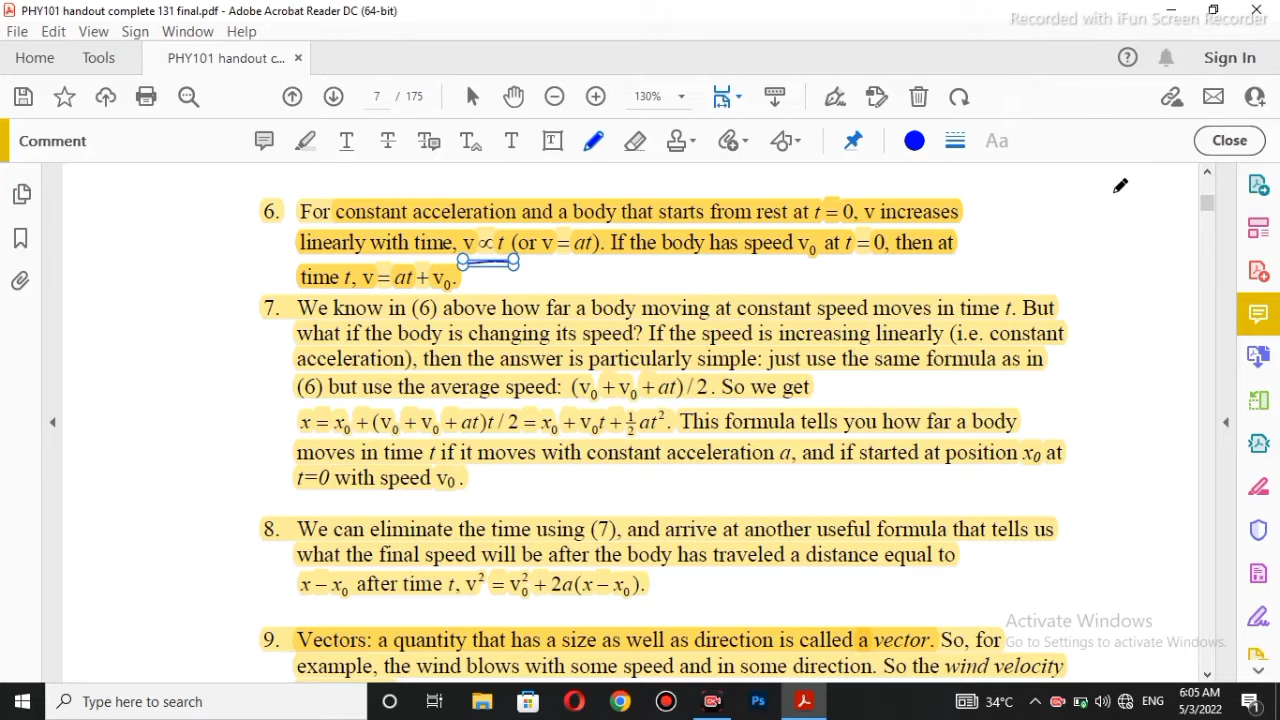 PHY101 handout complete 131 final.pdf - Adobe Acrobat Reader DC (64-bit)
Recorded with iFun Screen Recorder
File Edit View Sign Window Help
Home Tools PHY101 handout c... × Sign In
7 / 175 130%
Comment Aa Close
6. For constant acceleration and a body that starts from rest at t = 0, v increases
linearly with time, v ∝ t (or v = at). If the body has speed v₀ at t = 0, then at
time t, v = at + v₀.
7. We know in (6) above how far a body moving at constant speed moves in time t. But
what if the body is changing its speed? If the speed is increasing linearly (i.e. constant
acceleration), then the answer is particularly simple: just use the same formula as in
(6) but use the average speed: (v₀ + v₀ + at) / 2. So we get
x = x₀ + (v₀ + v₀ + at)t / 2 = x₀ + v₀t + ½ at². This formula tells you how far a body
moves in time t if it moves with constant acceleration a, and if started at position x₀ at
t=0 with speed v₀ .
8. We can eliminate the time using (7), and arrive at another useful formula that tells us
what the final speed will be after the body has traveled a distance equal to
x − x₀ after time t, v² = v₀² + 2a(x − x₀).
9. Vectors: a quantity that has a size as well as direction is called a vector. So, for
example, the wind blows with some speed and in some direction. So the wind velocity
Activate Windows
Go to Settings to activate Windows.
Type here to search
Ps
34°C ENG
6:05 AM
5/3/2022
1